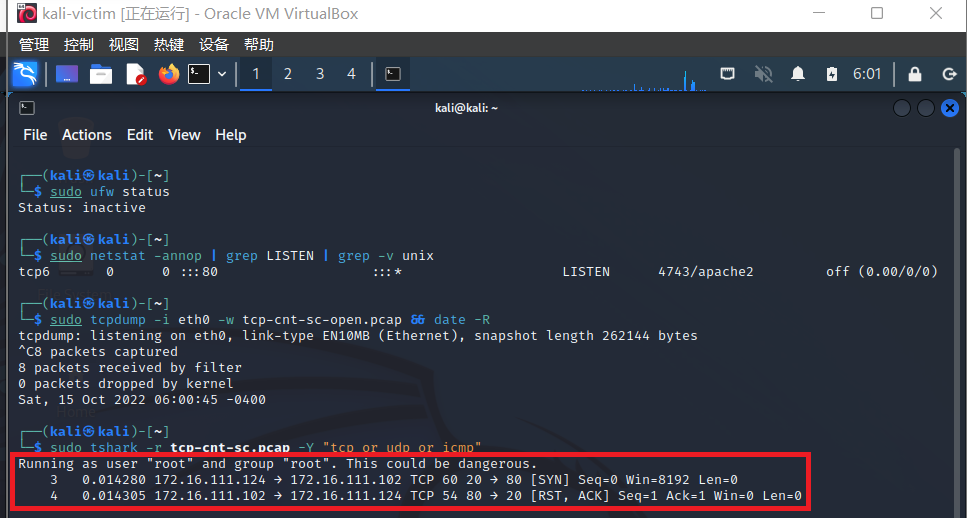 kali-victim [正在运行] - Oracle VM VirtualBox
管理 控制 视图 热键 设备 帮助
1 2 3 4 6:01
kali@kali: ~
File Actions Edit View Help
┌──(kali㉿kali)-[~]
└─$ sudo ufw status
Status: inactive
┌──(kali㉿kali)-[~]
└─$ sudo netstat -annop | grep LISTEN | grep -v unix
tcp6 0 0 :::80 :::* LISTEN 4743/apache2 off (0.00/0/0)
┌──(kali㉿kali)-[~]
└─$ sudo tcpdump -i eth0 -w tcp-cnt-sc-open.pcap && date -R
tcpdump: listening on eth0, link-type EN10MB (Ethernet), snapshot length 262144 bytes
^C8 packets captured
8 packets received by filter
0 packets dropped by kernel
Sat, 15 Oct 2022 06:00:45 -0400
Home
┌──(kali㉿kali)-[~]
└─$ sudo tshark -r tcp-cnt-sc.pcap -Y "tcp or udp or icmp"
Running as user "root" and group "root". This could be dangerous.
3 0.014280 172.16.111.124 → 172.16.111.102 TCP 60 20 → 80 [SYN] Seq=0 Win=8192 Len=0
4 0.014305 172.16.111.102 → 172.16.111.124 TCP 54 80 → 20 [RST, ACK] Seq=1 Ack=1 Win=0 Len=0